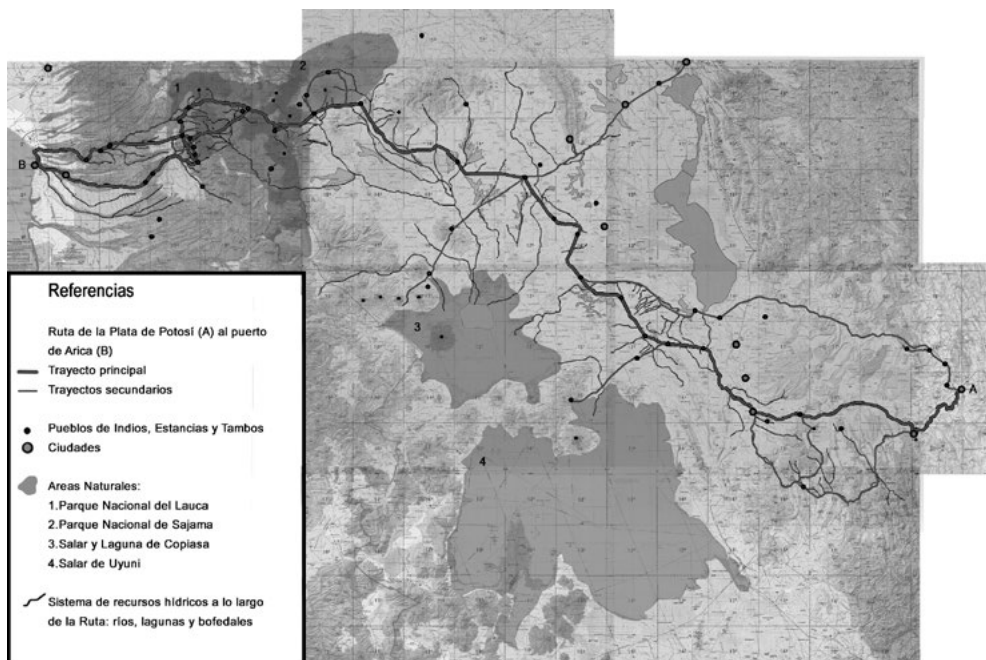 1
2
B
3
A
4
Referencias
Ruta de la Plata de Potosí (A) al puerto
de Arica (B)
Trayecto principal
Trayectos secundarios
Pueblos de Indios, Estancias y Tambos
Ciudades
Areas Naturales:
1.Parque Nacional del Lauca
2.Parque Nacional de Sajama
3.Salar y Laguna de Copiasa
4.Salar de Uyuni
Sistema de recursos hídricos a lo largo
de la Ruta: ríos, lagunas y bofedales